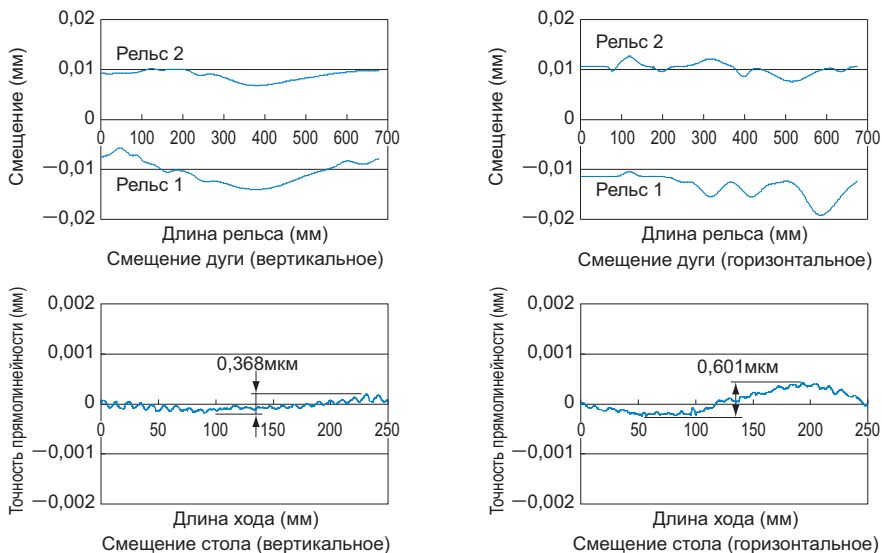 Смещение (мм)
0,02
0,01
0
−0,01
−0,02
Рельс 2
0 100 200 300 400 500 600 700
Рельс 1
Длина рельса (мм)
Смещение дуги (вертикальное)
Смещение (мм)
0,02
0,01
0
−0,01
−0,02
Рельс 2
0 100 200 300 400 500 600 700
Рельс 1
Длина рельса (мм)
Смещение дуги (горизонтальное)
Точность прямолинейности (мм)
0,002
0,001
0
−0,001
−0,002
0,368мкм
0 50 100 150 200 250
Длина хода (мм)
Смещение стола (вертикальное)
Точность прямолинейности (мм)
0,002
0,001
0
−0,001
−0,002
0,601мкм
0 50 100 150 200 250
Длина хода (мм)
Смещение стола (горизонтальное)